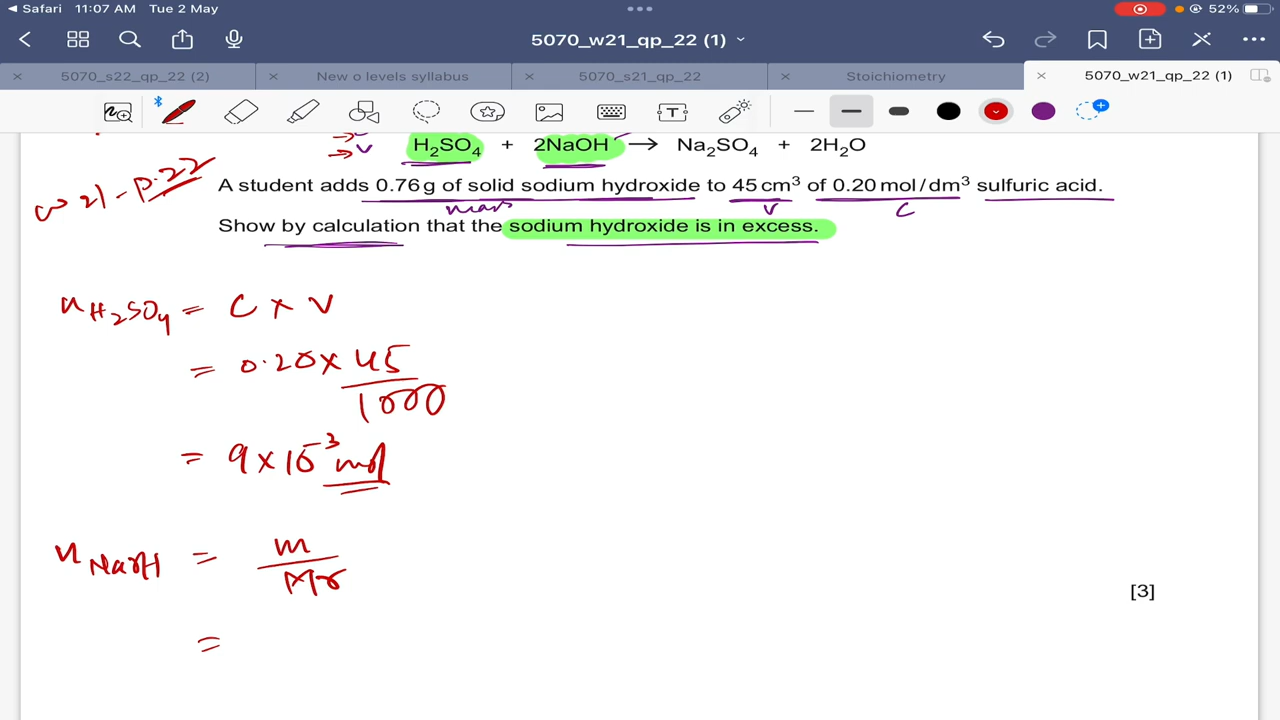 Safari 11:07 AM Tue 2 May 52%
5070_w21_qp_22 (1)
5070_s22_qp_22 (2) New o levels syllabus 5070_s21_qp_22 Stoichiometry 5070_w21_qp_22 (1)
H₂SO₄ + 2NaOH → Na₂SO₄ + 2H₂O
v
w 21 - p.22
A student adds 0.76 g of solid sodium hydroxide to 45 cm³ of 0.20 mol/dm³ sulfuric acid.
mass v c
Show by calculation that the sodium hydroxide is in excess.
n H₂SO₄ = C × V
= 0.20 × 45
1000
= 9 × 10⁻³ mol
n NaOH = m
Mr
[3]
=